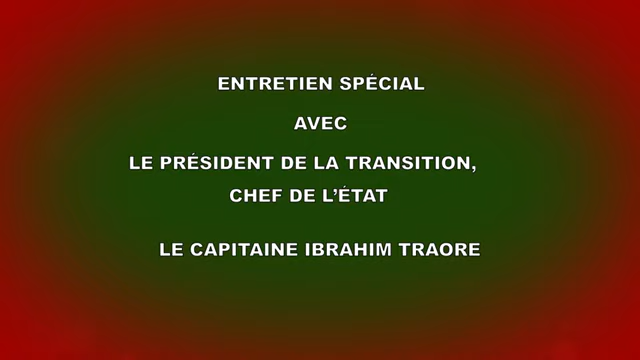 ENTRETIEN SPÉCIAL
AVEC
LE PRÉSIDENT DE LA TRANSITION,
CHEF DE L'ÉTAT
LE CAPITAINE IBRAHIM TRAORE